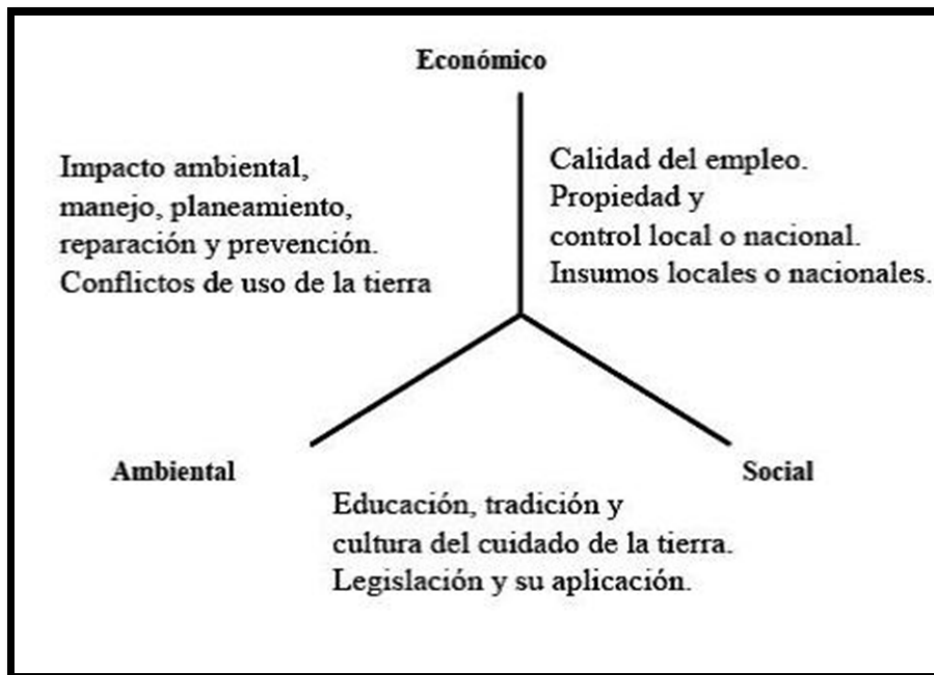 Económico
Impacto ambiental,
manejo, planeamiento,
reparación y prevención.
Conflictos de uso de la tierra
Calidad del empleo.
Propiedad y
control local o nacional.
Insumos locales o nacionales.
Ambiental
Social
Educación, tradición y
cultura del cuidado de la tierra.
Legislación y su aplicación.